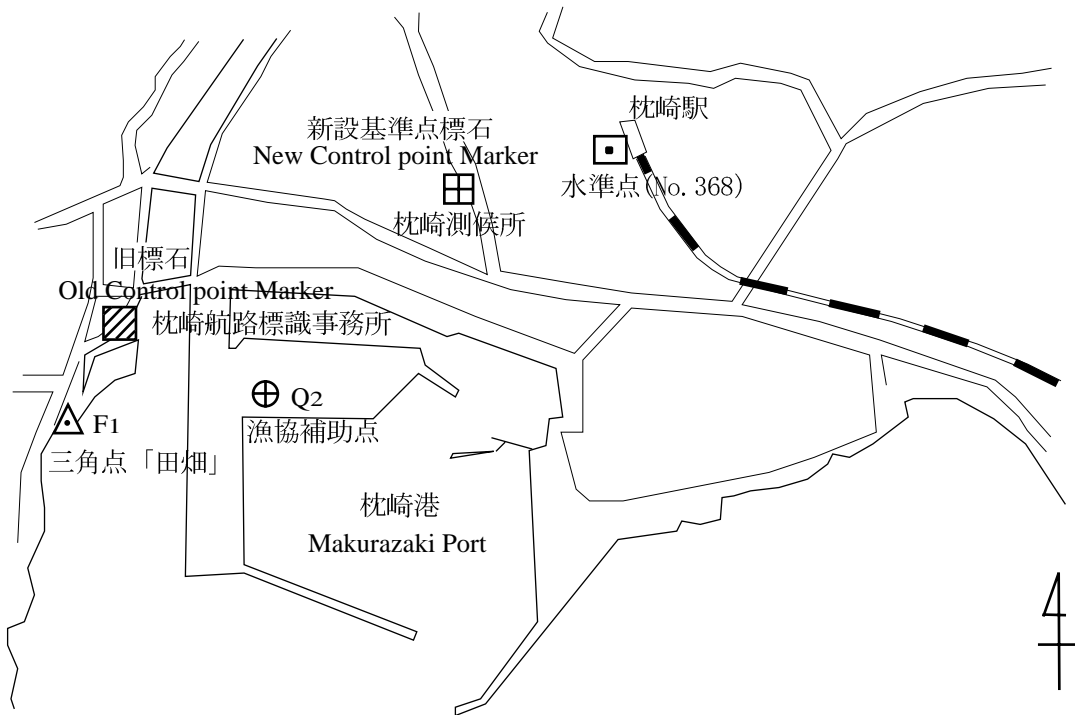 枕崎駅
新設基準点標石
New Control point Marker
水準点(No. 368)
枕崎測候所
旧標石
Old Control point Marker
枕崎航路標識事務所
Q2
漁協補助点
F1
三角点「田畑」
枕崎港
Makurazaki Port